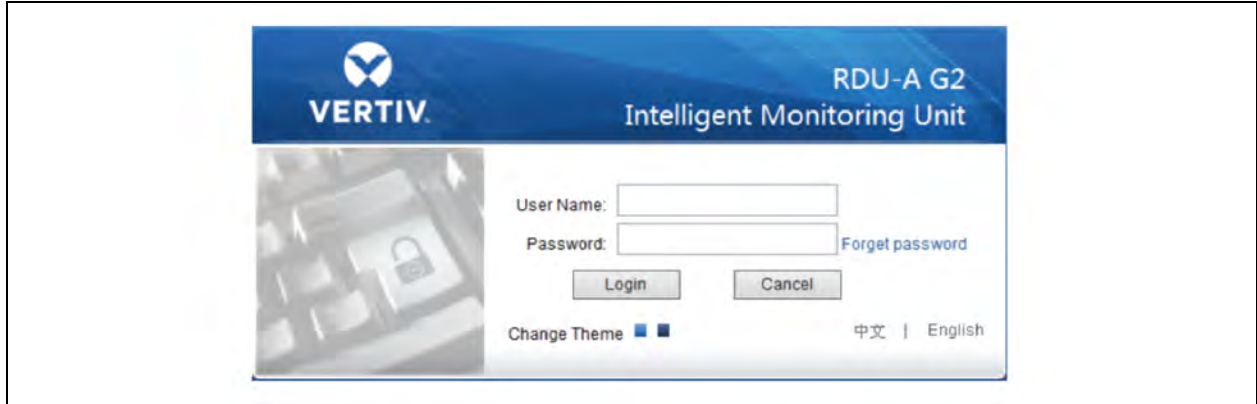 VERTIV.
RDU-A G2
Intelligent Monitoring Unit
User Name:
Password:
Forget password
Login
Cancel
Change Theme
中文 | English